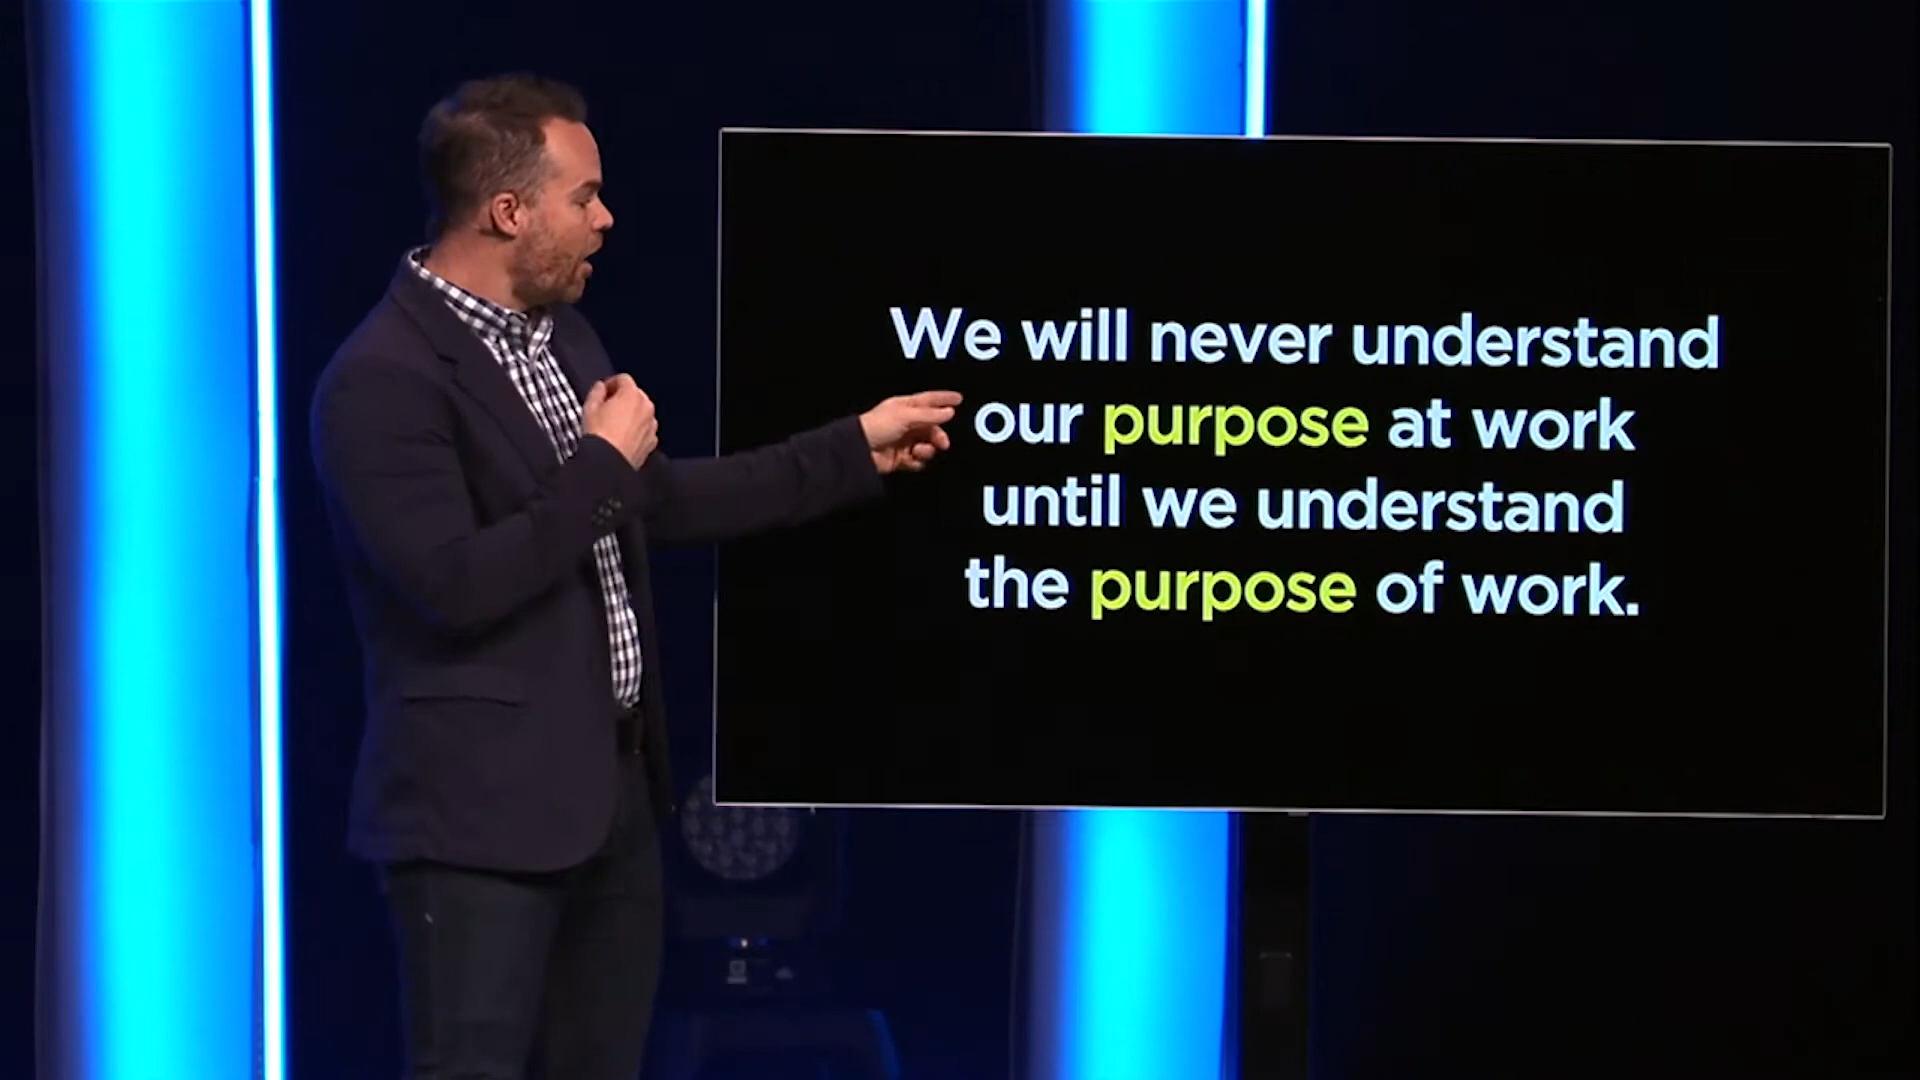 We will never understand
our purpose at work
until we understand
the purpose of work.